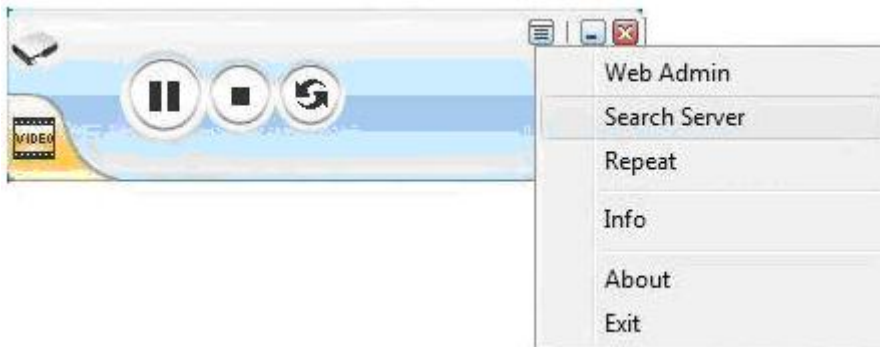 VIDEO
Web Admin
Search Server
Repeat
Info
About
Exit